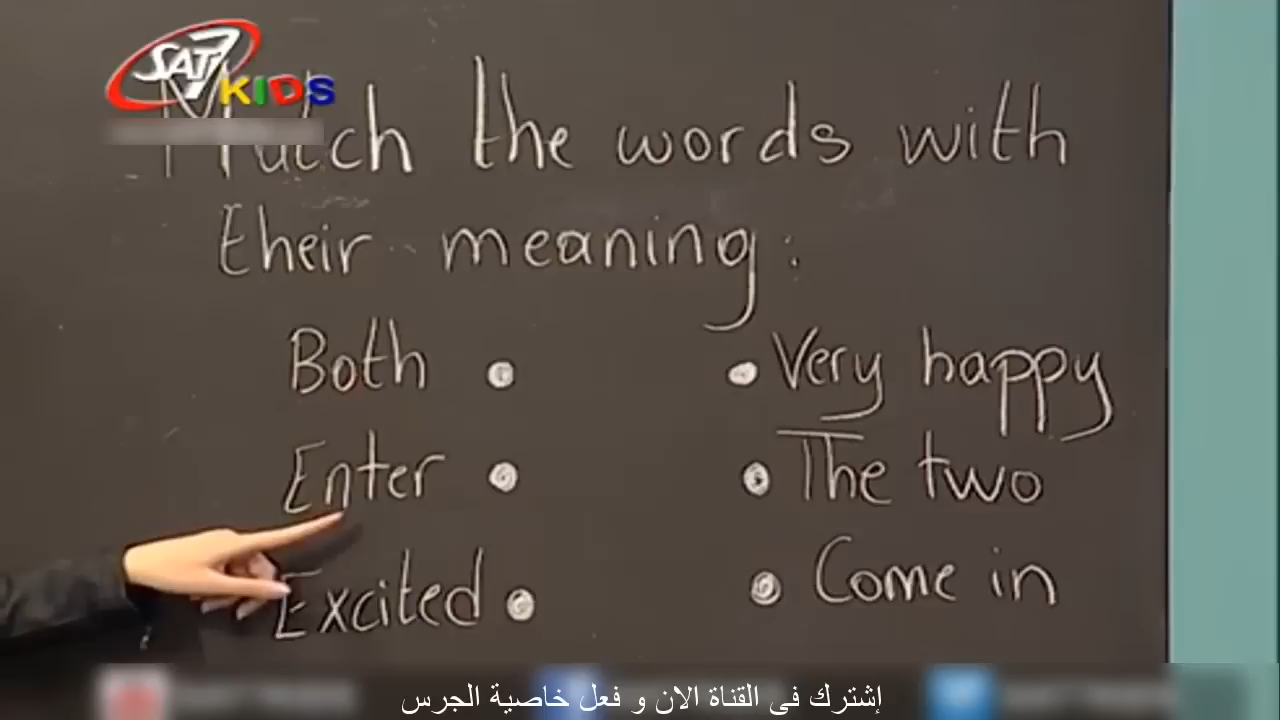 SAT7
KIDS
Match the words with
their meaning:
Both • • Very happy
Enter • • The two
Excited • • Come in
إشترك فى القناة الان و فعل خاصية الجرس